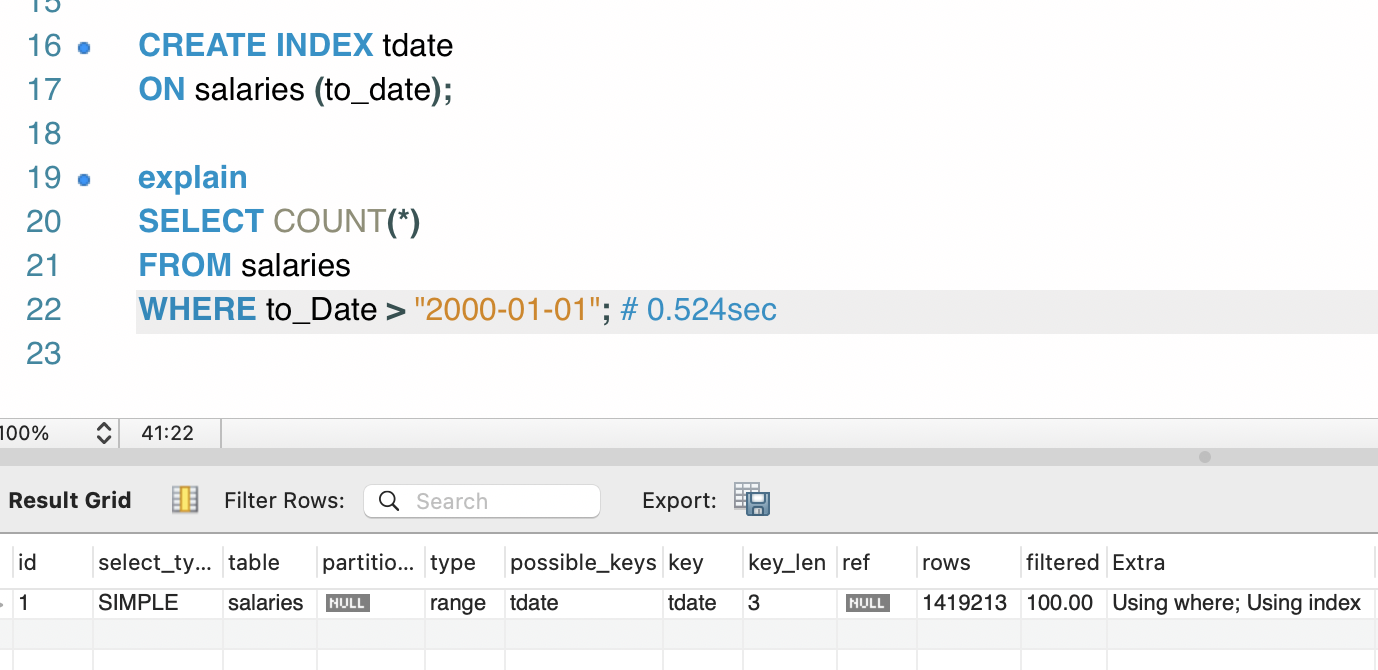 15
16 CREATE INDEX tdate
17 ON salaries (to_date);
18
19 explain
20 SELECT COUNT(*)
21 FROM salaries
22 WHERE to_Date > "2000-01-01"; # 0.524sec
23
100% 41:22
Result Grid Filter Rows: Search Export:
id select_ty... table partitio... type possible_keys key key_len ref rows filtered Extra
1 SIMPLE salaries NULL range tdate tdate 3 NULL 1419213 100.00 Using where; Using index